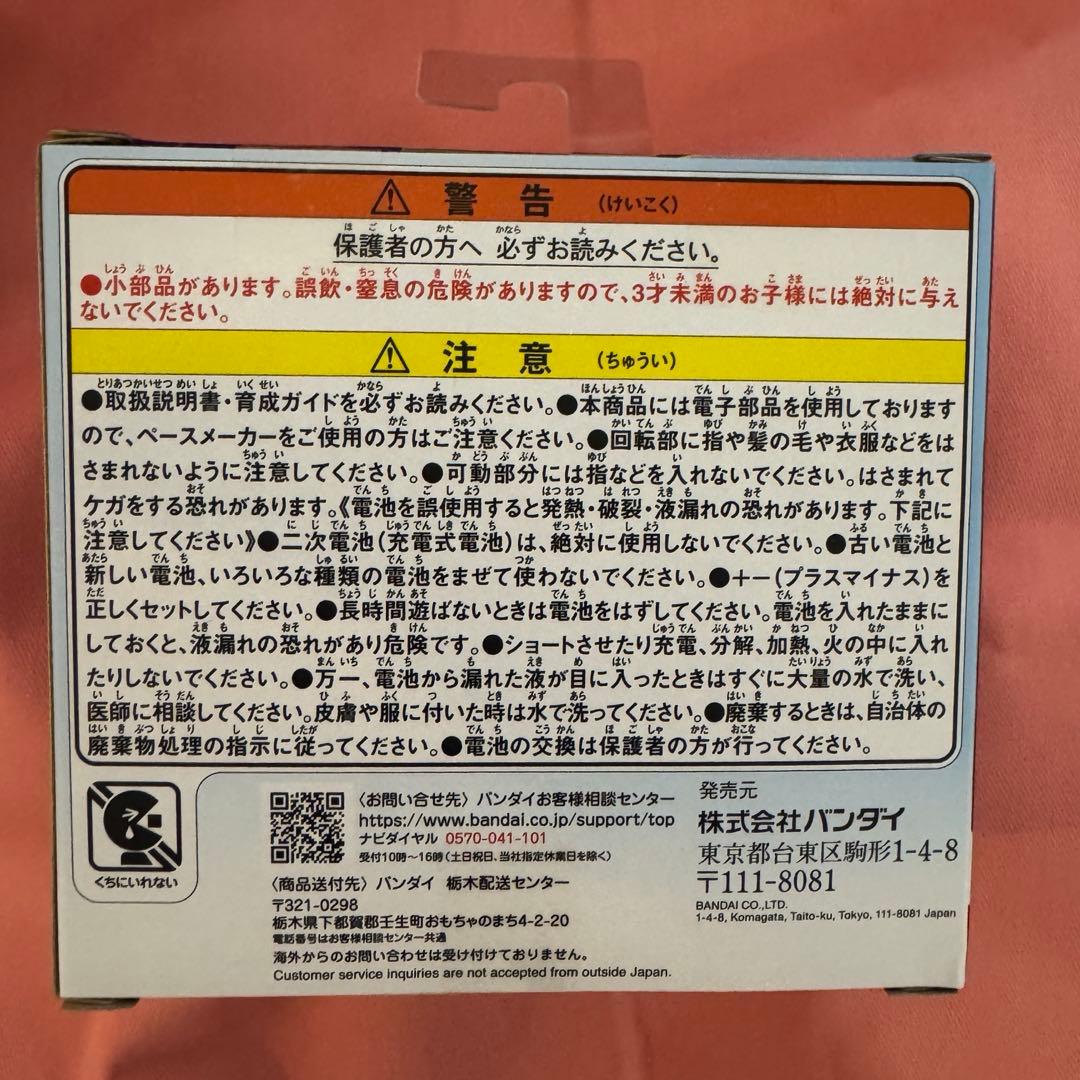 ⚠ 警告 (けいこく)
保護者の方へ 必ずお読みください。
●小部品があります。誤飲・窒息の危険がありますので、3才未満のお子様には絶対に与え
ないでください。
⚠ 注意 (ちゅうい)
●取扱説明書・育成ガイドを必ずお読みください。●本商品には電子部品を使用しております
ので、ペースメーカーをご使用の方はご注意ください。●回転部に指や髪の毛や衣服などをは
さまれないように注意してください。●可動部分には指などを入れないでください。はさまれて
ケガをする恐れがあります。《電池を誤使用すると発熱・破裂・液漏れの恐れがあります。下記に
注意してください》●二次電池(充電式電池)は、絶対に使用しないでください。●古い電池と
新しい電池、いろいろな種類の電池をまぜて使わないでください。●+-(プラスマイナス)を
正しくセットしてください。●長時間遊ばないときは電池をはずしてください。電池を入れたままに
しておくと、液漏れの恐れがあり危険です。●ショートさせたり充電、分解、加熱、火の中に入れ
たりしないでください。●万一、電池から漏れた液が目に入ったときはすぐに大量の水で洗い、
医師に相談してください。皮膚や服に付いた時は水で洗ってください。●廃棄するときは、自治体の
廃棄物処理の指示に従ってください。●電池の交換は保護者の方が行ってください。
くちにいれない
〈お問い合せ先〉バンダイお客様相談センター
https://www.bandai.co.jp/support/top
ナビダイヤル 0570-041-101
受付10時〜16時(土日祝日、当社指定休業日を除く)
〈商品送付先〉バンダイ 栃木配送センター
〒321-0298
栃木県下都賀郡壬生町おもちゃのまち4-2-20
電話番号はお客様相談センター共通
海外からのお問い合わせは受け付けておりません。
Customer service inquiries are not accepted from outside Japan.
発売元
株式会社バンダイ
東京都台東区駒形1-4-8
〒111-8081
BANDAI CO.,LTD.
1-4-8, Komagata, Taito-ku, Tokyo, 111-8081 Japan